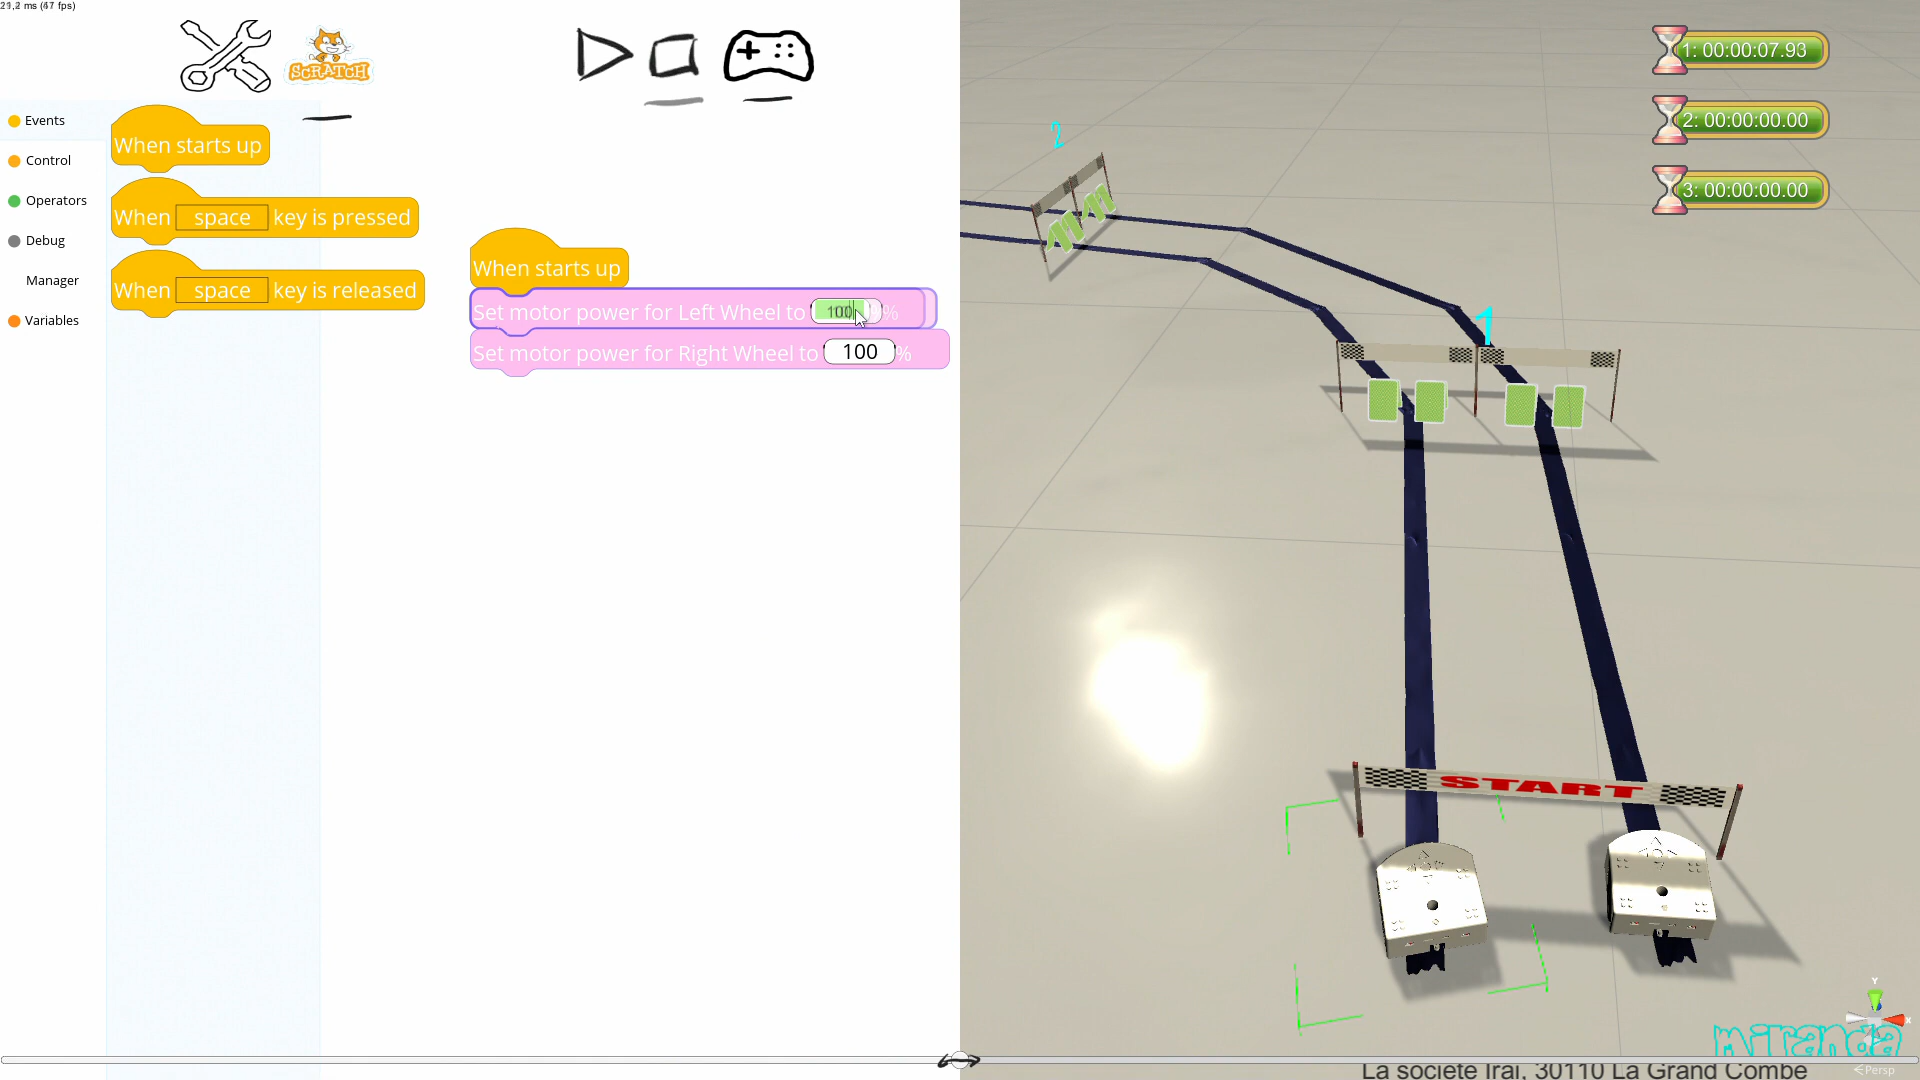 21,2 ms (47 fps)
SCRATCH
Events
Control
Operators
Debug
Manager
Variables
When starts up
When space key is pressed
When space key is released
When starts up
Set motor power for Left Wheel to 100 %
Set motor power for Right Wheel to 100 %
1: 00:00:07.93
2: 00:00:00.00
3: 00:00:00.00
2
1
START
Y
x
miranda
La société Irai, 30110 La Grand Combe
<Persp